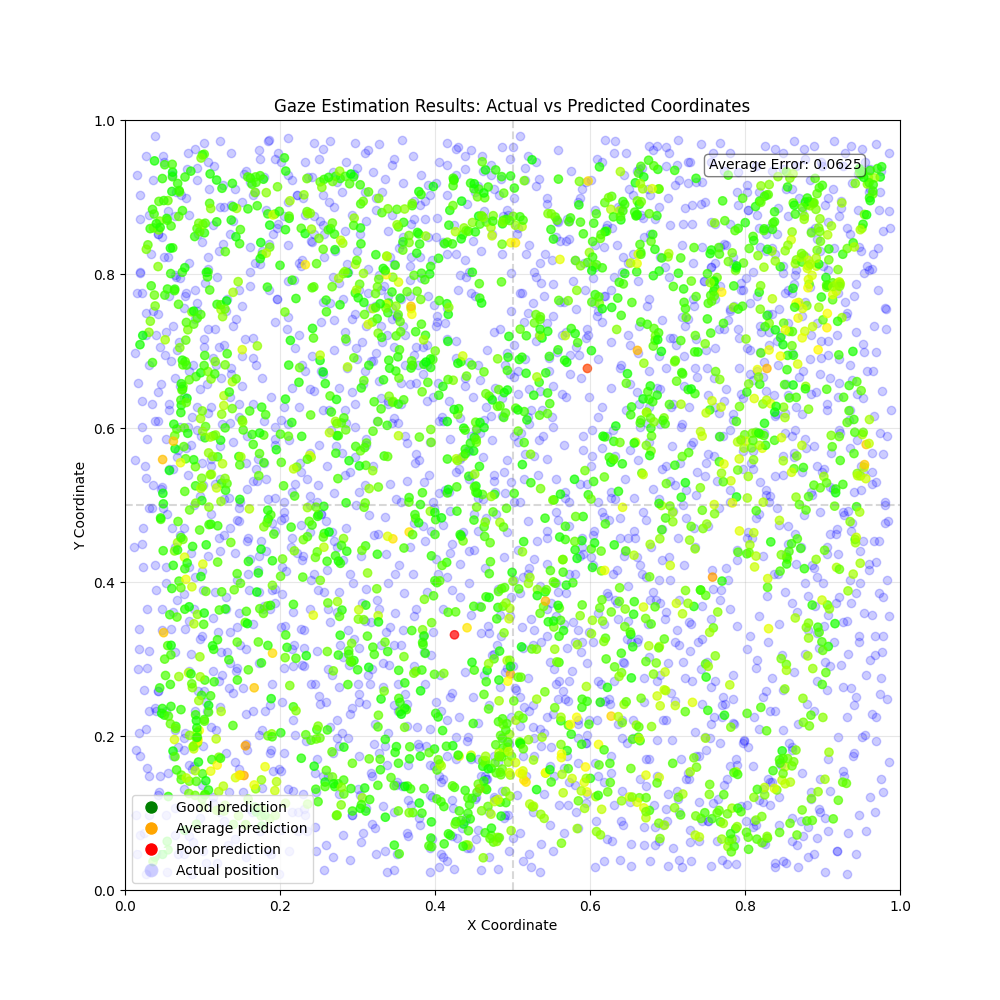 Gaze Estimation Results: Actual vs Predicted Coordinates
Average Error: 0.0625
Y Coordinate
1.0
0.8
0.6
0.4
0.2
0.0
Good prediction
Average prediction
Poor prediction
Actual position
0.0 0.2 0.4 0.6 0.8 1.0
X Coordinate